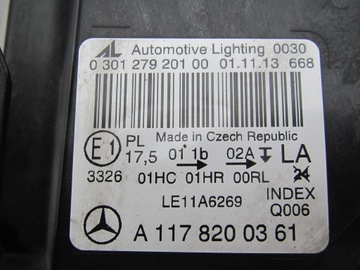 AL Automotive Lighting 0030
0 301 279 201 00 01.11.13 668
Made in Czech Republic
E1 PL 17,5 01 1b 02A LA
3326 01HC 01HR 00RL 24
LE11A6269 INDEX
Q006
A 117 820 03 61